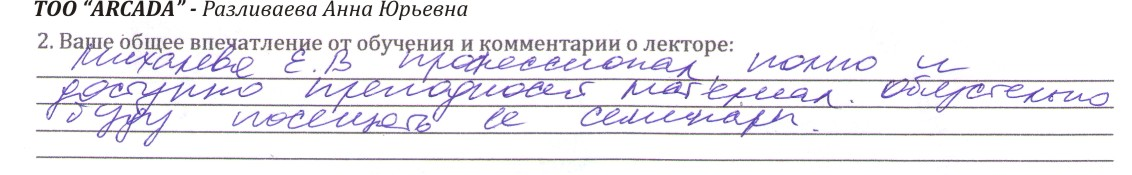 ТОО “ARCADA” - Разливаева Анна Юрьевна
2. Ваше общее впечатление от обучения и комментарии о лекторе:
Михалева Е.В профессионал, полно и
доступно преподносит материал. Обязательно
буду посещать ее семинары.